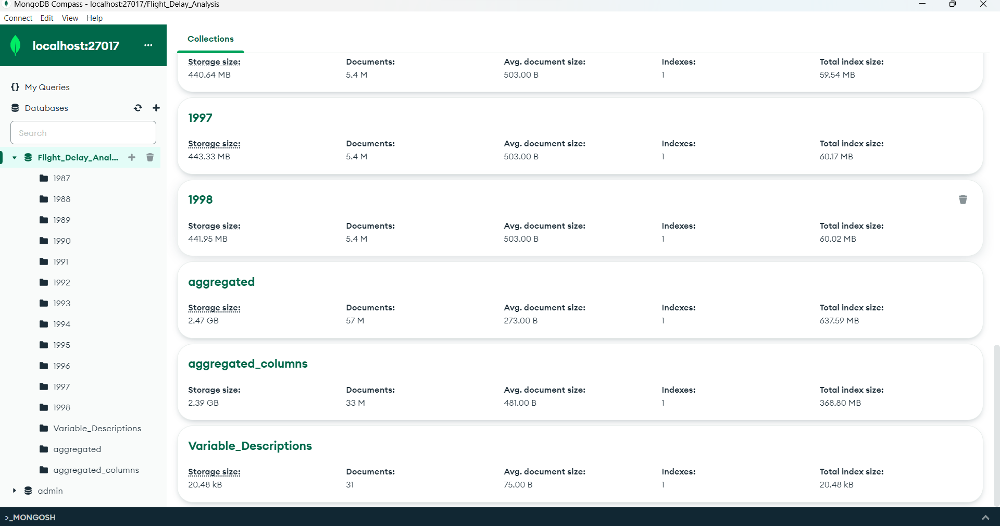 MongoDB Compass - localhost:27017/Flight_Delay_Analysis
Connect Edit View Help
localhost:27017 ...
{} My Queries
Databases
Search
Flight_Delay_Anal...
1987
1988
1989
1990
1991
1992
1993
1994
1995
1996
1997
1998
Variable_Descriptions
aggregated
aggregated_columns
admin
Collections
Storage size: Documents: Avg. document size: Indexes: Total index size:
440.64 MB 5.4 M 503.00 B 1 59.54 MB
1997
Storage size: Documents: Avg. document size: Indexes: Total index size:
443.33 MB 5.4 M 503.00 B 1 60.17 MB
1998
Storage size: Documents: Avg. document size: Indexes: Total index size:
441.95 MB 5.4 M 503.00 B 1 60.02 MB
aggregated
Storage size: Documents: Avg. document size: Indexes: Total index size:
2.47 GB 57 M 273.00 B 1 637.59 MB
aggregated_columns
Storage size: Documents: Avg. document size: Indexes: Total index size:
2.39 GB 33 M 481.00 B 1 368.80 MB
Variable_Descriptions
Storage size: Documents: Avg. document size: Indexes: Total index size:
20.48 kB 31 75.00 B 1 20.48 kB
>_MONGOSH